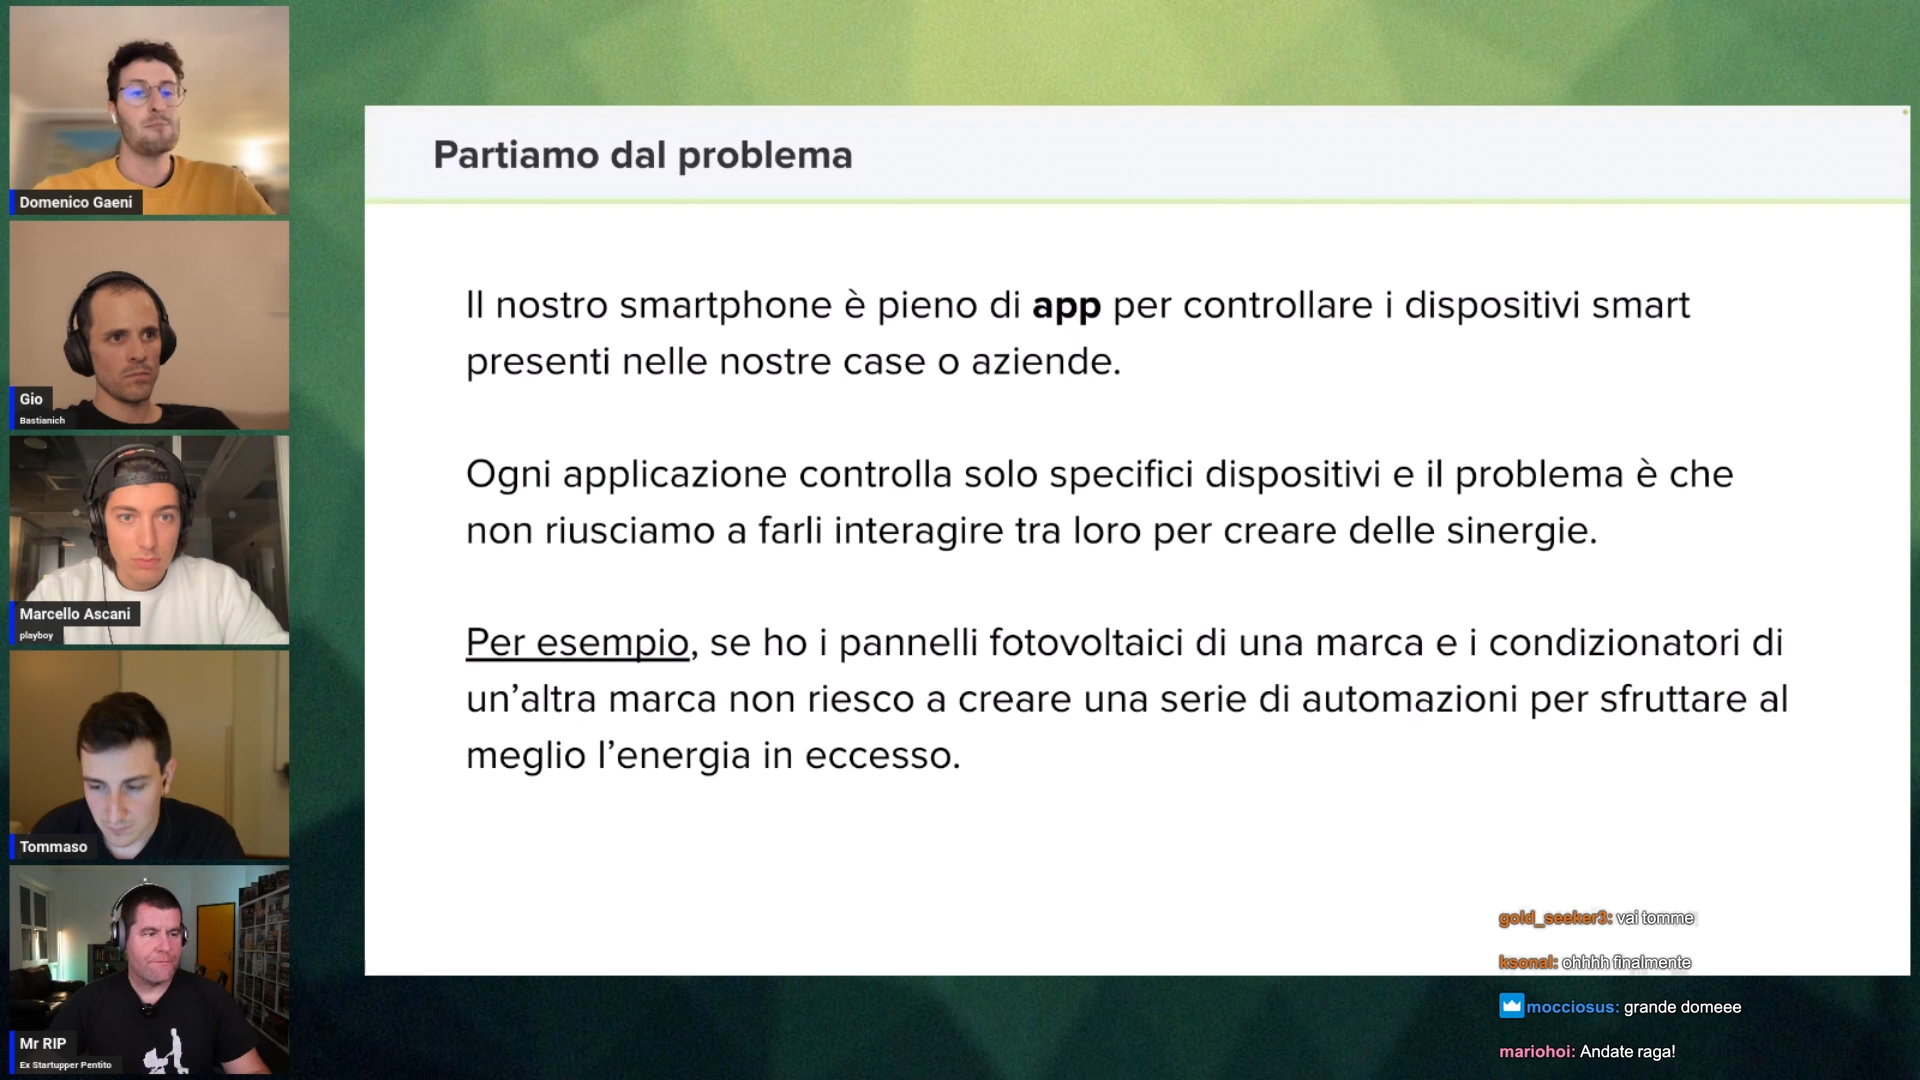 Domenico Gaeni
Gio
Bastianich
Marcello Ascani
playboy
Tommaso
Mr RIP
Ex Startupper Pentito
Partiamo dal problema
Il nostro smartphone è pieno di app per controllare i dispositivi smart
presenti nelle nostre case o aziende.
Ogni applicazione controlla solo specifici dispositivi e il problema è che
non riusciamo a farli interagire tra loro per creare delle sinergie.
Per esempio, se ho i pannelli fotovoltaici di una marca e i condizionatori di
un’altra marca non riesco a creare una serie di automazioni per sfruttare al
meglio l’energia in eccesso.
gold_seeker3: vai tomme
ksonal: ohhhh finalmente
mocciosus: grande domeee
mariohoi: Andate raga!